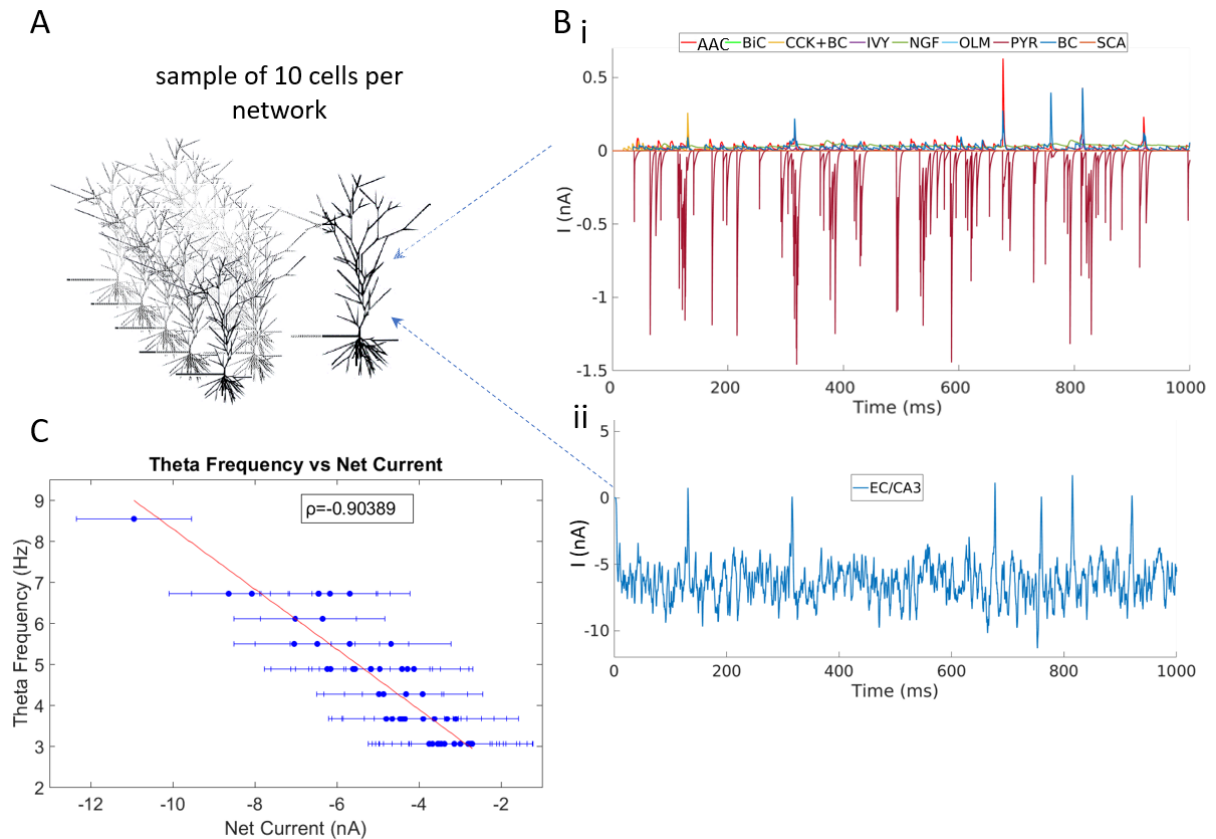 A
sample of 10 cells per
network
B
i
AAC BiC CCK+BC IVY NGF OLM PYR BC SCA
0.5
0
-0.5
-1
-1.5
I (nA)
0 200 400 600 800 1000
Time (ms)
ii
EC/CA3
5
0
-5
-10
I (nA)
0 200 400 600 800 1000
Time (ms)
C
Theta Frequency vs Net Current
ρ=-0.90389
9
8
7
6
5
4
3
2
Theta Frequency (Hz)
-12 -10 -8 -6 -4 -2
Net Current (nA)